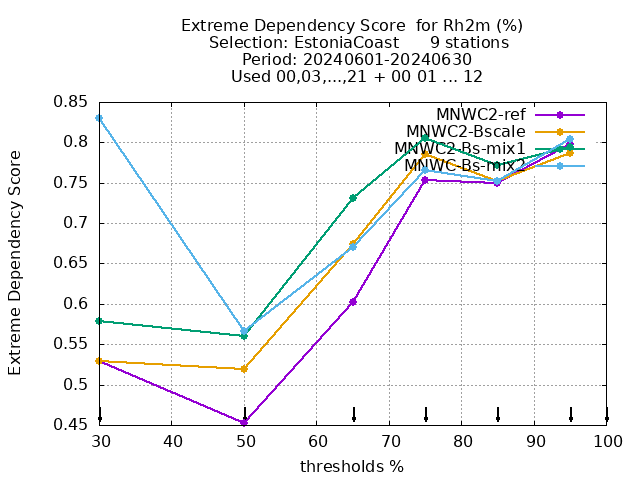 Extreme Dependency Score  for Rh2m (%)
Selection: EstoniaCoast      9 stations
Period: 20240601-20240630
Used 00,03,...,21 + 00 01 ... 12
Extreme Dependency Score
0.85
0.8
0.75
0.7
0.65
0.6
0.55
0.5
0.45
MNWC2-ref
MNWC2-Bscale
MNWC2-Bs-mix1
MNWC-Bs-mix2
30 40 50 60 70 80 90 100
thresholds %